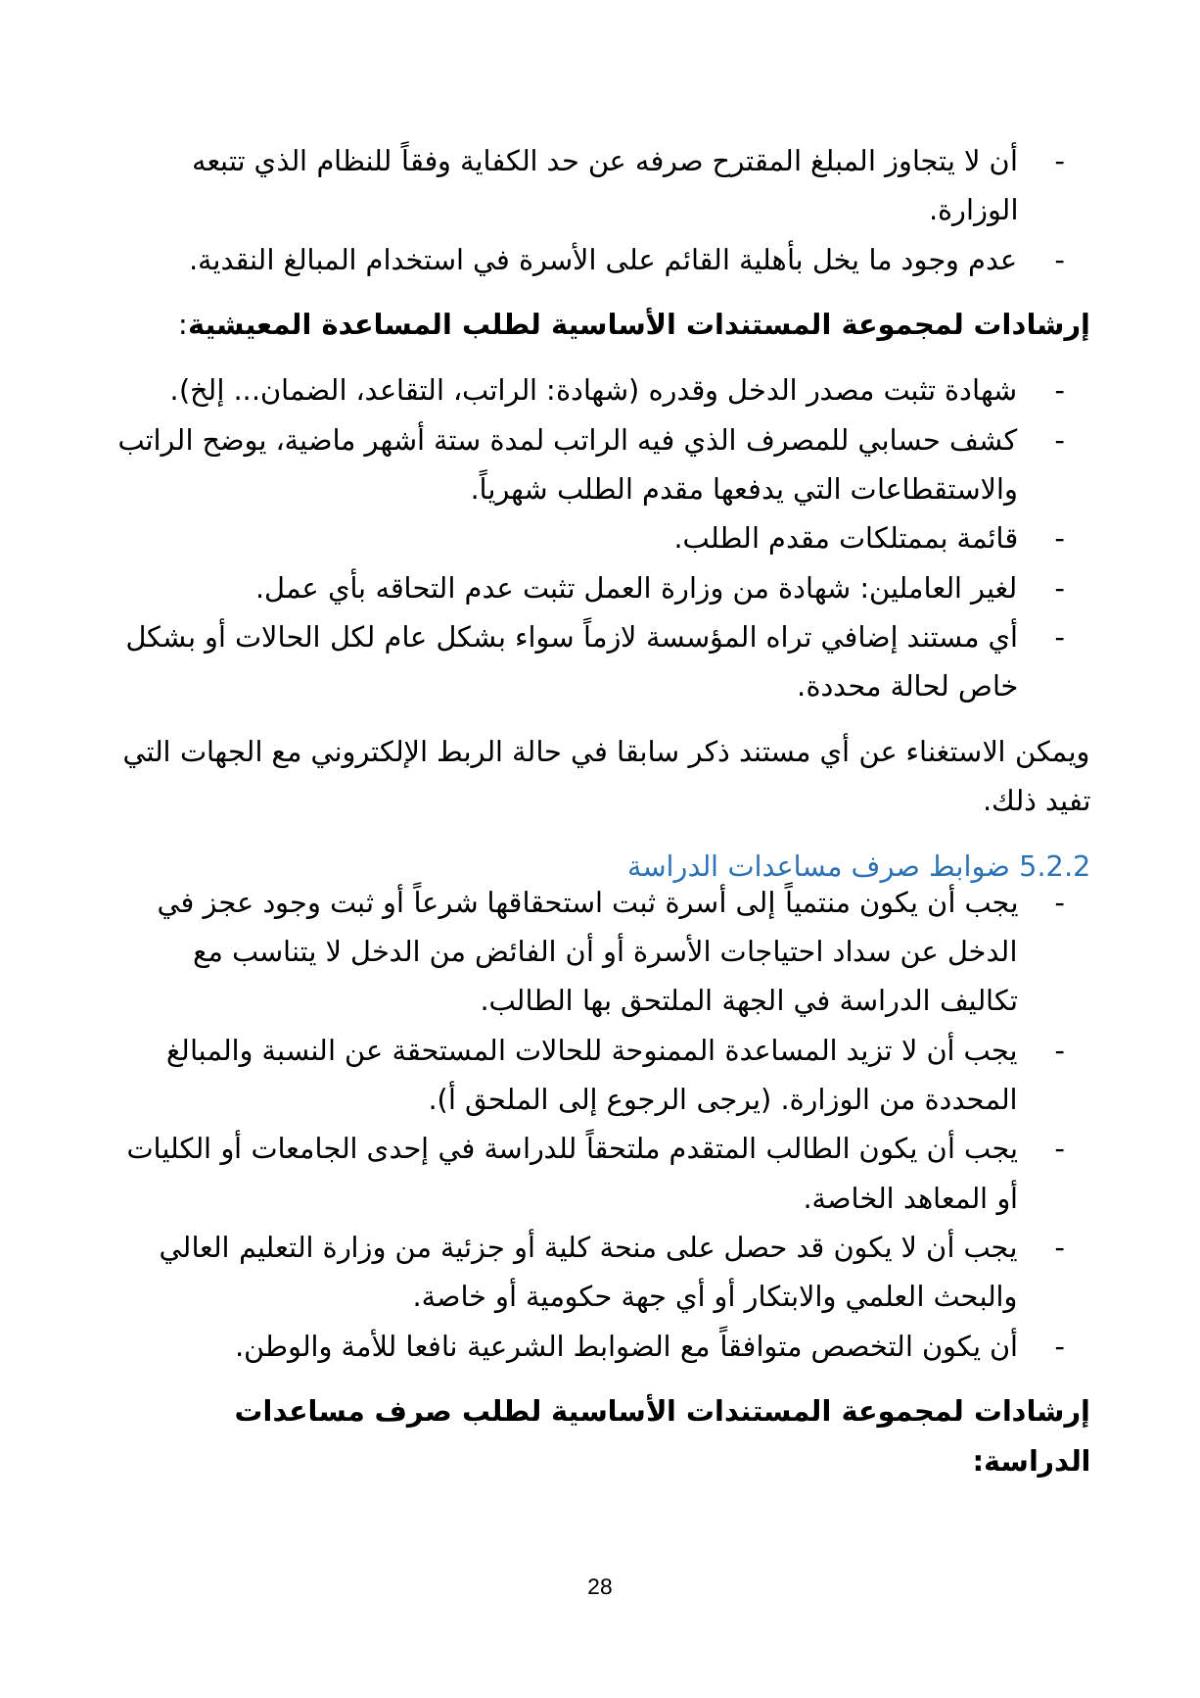 - أن لا يتجاوز المبلغ المقترح صرفه عن حد الكفاية وفقاً للنظام الذي تتبعه
الوزارة.
- عدم وجود ما يخل بأهلية القائم على الأسرة في استخدام المبالغ النقدية.
إرشادات لمجموعة المستندات الأساسية لطلب المساعدة المعيشية:
- شهادة تثبت مصدر الدخل وقدره (شهادة: الراتب، التقاعد، الضمان... إلخ).
- كشف حسابي للمصرف الذي فيه الراتب لمدة ستة أشهر ماضية، يوضح الراتب
والاستقطاعات التي يدفعها مقدم الطلب شهرياً.
- قائمة بممتلكات مقدم الطلب.
- لغير العاملين: شهادة من وزارة العمل تثبت عدم التحاقه بأي عمل.
- أي مستند إضافي تراه المؤسسة لازماً سواء بشكل عام لكل الحالات أو بشكل
خاص لحالة محددة.
ويمكن الاستغناء عن أي مستند ذكر سابقا في حالة الربط الإلكتروني مع الجهات التي
تفيد ذلك.
5.2.2 ضوابط صرف مساعدات الدراسة
- يجب أن يكون منتمياً إلى أسرة ثبت استحقاقها شرعاً أو ثبت وجود عجز في
الدخل عن سداد احتياجات الأسرة أو أن الفائض من الدخل لا يتناسب مع
تكاليف الدراسة في الجهة الملتحق بها الطالب.
- يجب أن لا تزيد المساعدة الممنوحة للحالات المستحقة عن النسبة والمبالغ
المحددة من الوزارة. (يرجى الرجوع إلى الملحق أ).
- يجب أن يكون الطالب المتقدم ملتحقاً للدراسة في إحدى الجامعات أو الكليات
أو المعاهد الخاصة.
- يجب أن لا يكون قد حصل على منحة كلية أو جزئية من وزارة التعليم العالي
والبحث العلمي والابتكار أو أي جهة حكومية أو خاصة.
- أن يكون التخصص متوافقاً مع الضوابط الشرعية نافعا للأمة والوطن.
إرشادات لمجموعة المستندات الأساسية لطلب صرف مساعدات
الدراسة:
28